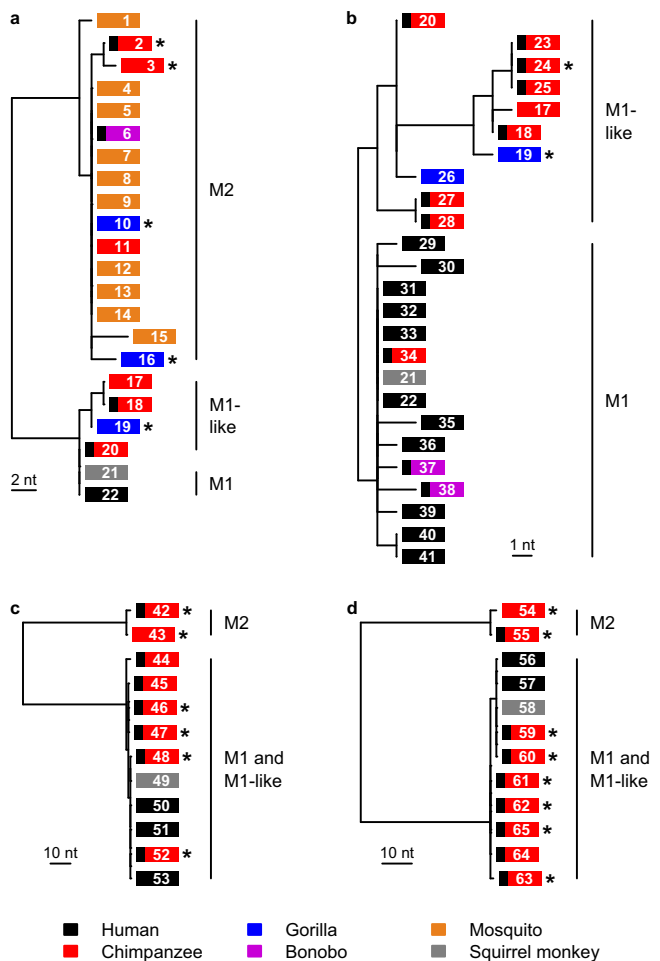 a
1
2 *
3 *
4
5
6
7
8
9
10 *
11
12
13
14
15
16 *
17
18
19 *
20
21
22
M2
M1-
like
M1
2 nt
b
20
23
24 *
25
17
18
19 *
26
27
28
29
30
31
32
33
34
21
22
35
36
37
38
39
40
41
M1-
like
M1
1 nt
c
42 *
43 *
44
45
46 *
47 *
48 *
49
50
51
52 *
53
M2
M1 and
M1-like
10 nt
d
54 *
55 *
56
57
58
59 *
60 *
61 *
62 *
65 *
64
63 *
M2
M1 and
M1-like
10 nt
Human
Chimpanzee
Gorilla
Bonobo
Mosquito
Squirrel monkey